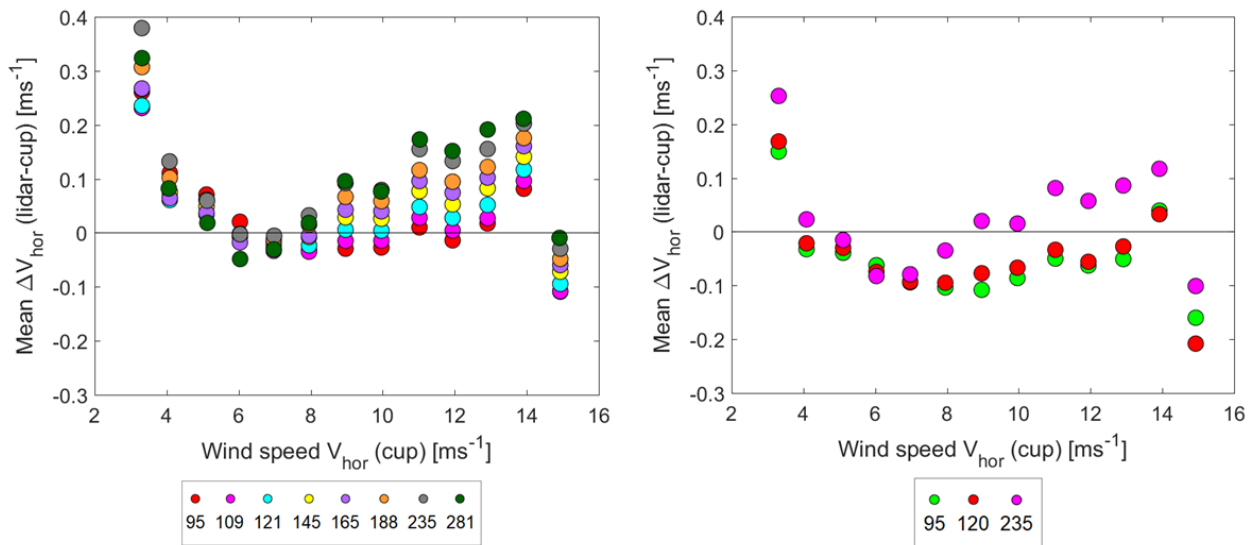 0.4
0.3
0.2
0.1
0
-0.1
-0.2
-0.3
Mean ΔV_hor (lidar-cup) [ms⁻¹]
2 4 6 8 10 12 14 16
Wind speed V_hor (cup) [ms⁻¹]
95 109 121 145 165 188 235 281
0.4
0.3
0.2
0.1
0
-0.1
-0.2
-0.3
Mean ΔV_hor (lidar-cup) [ms⁻¹]
2 4 6 8 10 12 14 16
Wind speed V_hor (cup) [ms⁻¹]
95 120 235